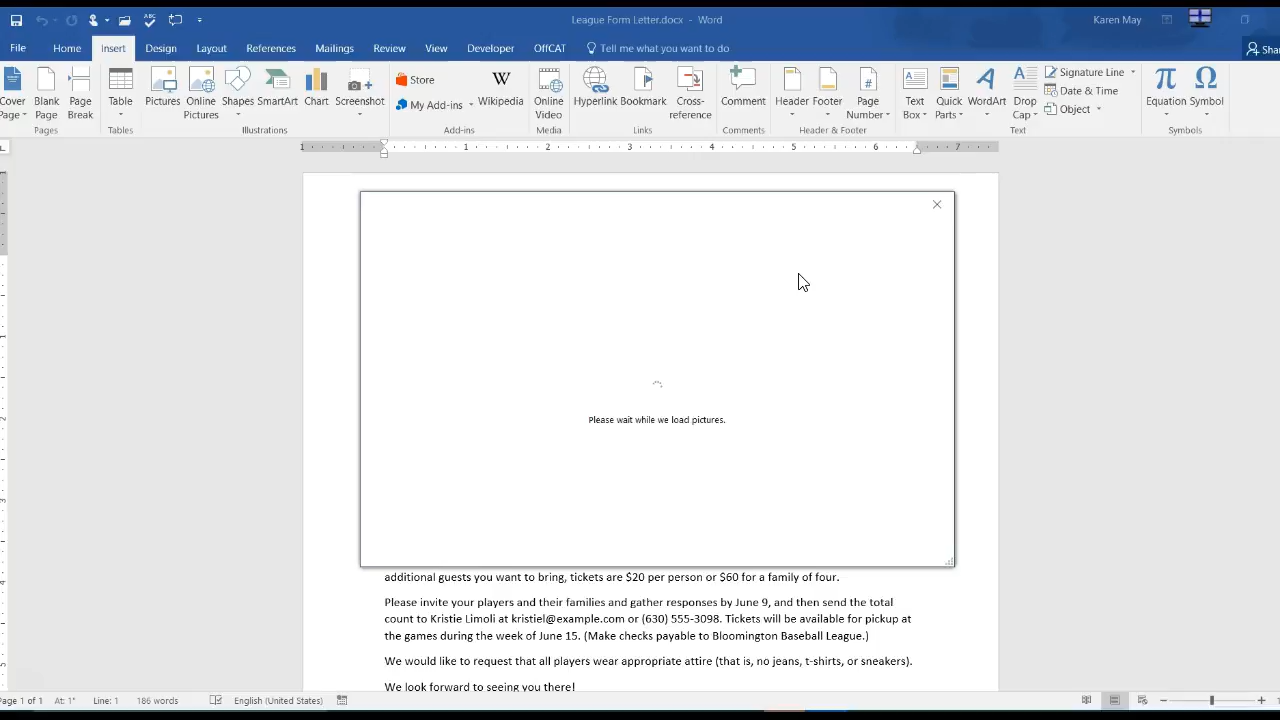 ABC
League Form Letter.docx - Word
Karen May
File Home Insert Design Layout References Mailings Review View Developer OffCAT Tell me what you want to do
Cover Page Blank Page Page Break Table Pictures Online Pictures Shapes SmartArt Chart Screenshot Store My Add-ins W Wikipedia Online Video Hyperlink Bookmark Cross-reference Comment Header Footer Page Number Text Box Quick Parts WordArt Drop Cap Signature Line Date & Time Object Equation Symbol
Pages Tables Illustrations Add-ins Media Links Comments Header & Footer Text Symbols
1 1 2 3 4 5 6 7
Please wait while we load pictures.
additional guests you want to bring, tickets are $20 per person or $60 for a family of four.
Please invite your players and their families and gather responses by June 9, and then send the total
count to Kristie Limoli at kristiel@example.com or (630) 555-3098. Tickets will be available for pickup at
the games during the week of June 15. (Make checks payable to Bloomington Baseball League.)
We would like to request that all players wear appropriate attire (that is, no jeans, t-shirts, or sneakers).
We look forward to seeing you there!
Page 1 of 1 At: 1" Line: 1 186 words English (United States)